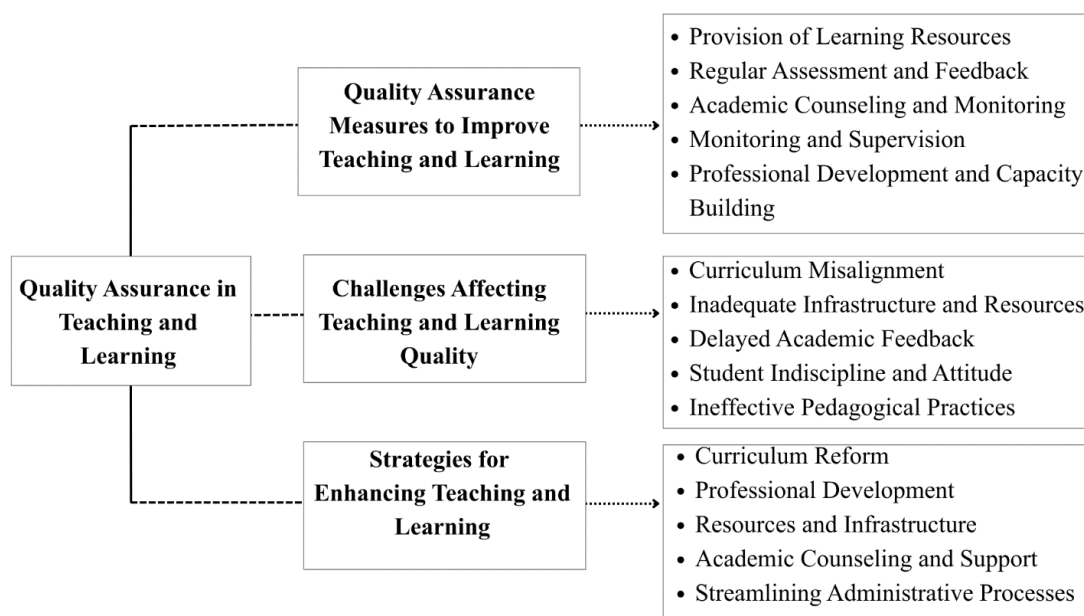 Quality Assurance in
Teaching and
Learning
Quality Assurance
Measures to Improve
Teaching and Learning
• Provision of Learning Resources
• Regular Assessment and Feedback
• Academic Counseling and Monitoring
• Monitoring and Supervision
• Professional Development and Capacity
Building
Challenges Affecting
Teaching and Learning
Quality
• Curriculum Misalignment
• Inadequate Infrastructure and Resources
• Delayed Academic Feedback
• Student Indiscipline and Attitude
• Ineffective Pedagogical Practices
Strategies for
Enhancing Teaching and
Learning
• Curriculum Reform
• Professional Development
• Resources and Infrastructure
• Academic Counseling and Support
• Streamlining Administrative Processes